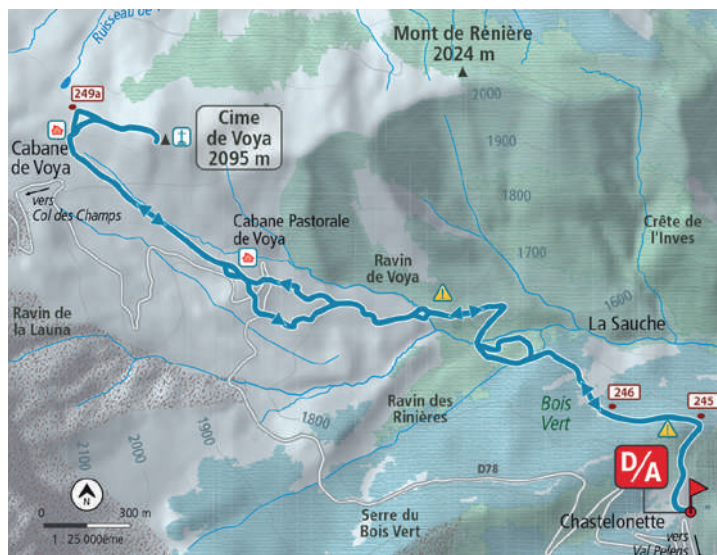 Ruisseau de
Mont de Rénière
2024 m
249a
Cime
de Voya
2095 m
2000
1900
Cabane
de Voya
vers
Col des Champs
1800
Cabane Pastorale
de Voya
Crête de
l'Inves
1700
Ravin
de Voya
1600
Ravin de
la Launa
La Sauche
246
245
Bois
Vert
Ravin des
Rinières
1800
1900
2000
2100
D/A
D78
N
0
300 m
1 : 25 000ème
Serre du
Bois Vert
Chastelonette
vers
Val Pelens